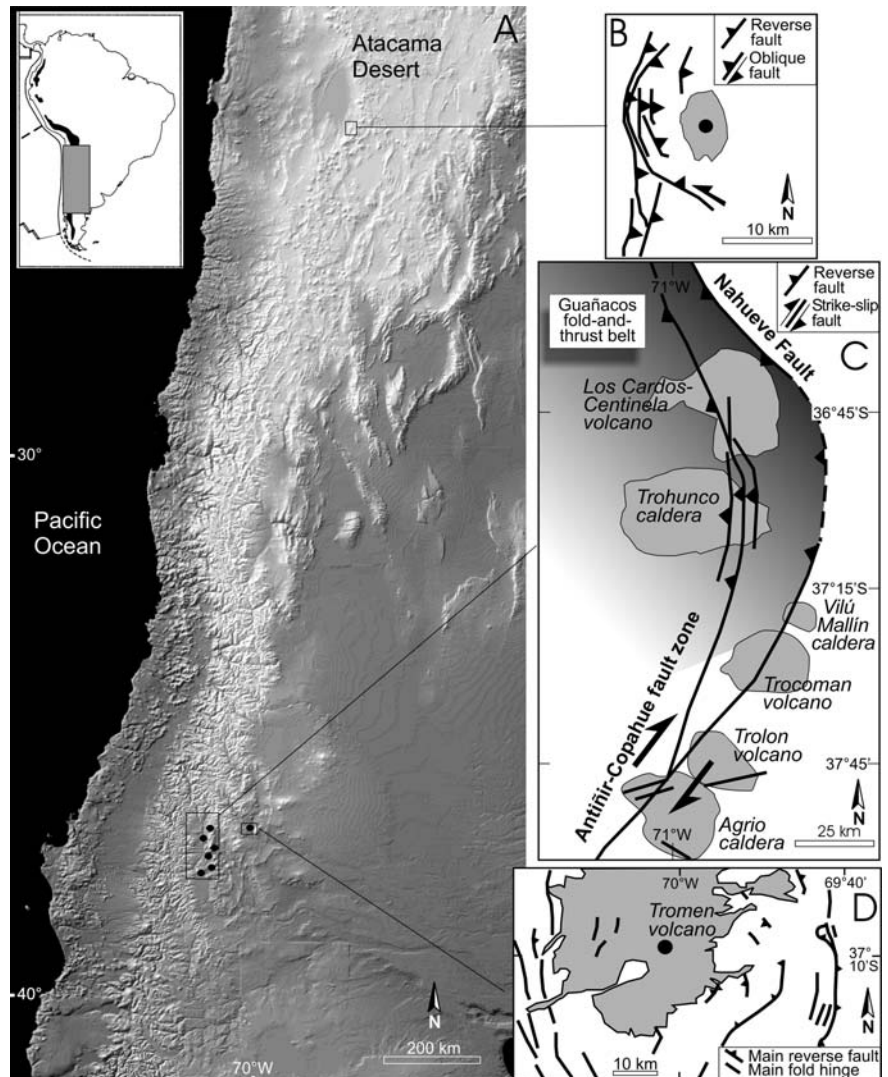 A
Atacama
Desert
30°
Pacific
Ocean
40°
70°W
N
200 km
B
Reverse
fault
Oblique
fault
N
10 km
C
71°W
Reverse
fault
Strike-slip
fault
Guañacos
fold-and-
thrust belt
Nahueve Fault
Los Cardos-
Centinela
volcano
36°45'S
Trohunco
caldera
37°15'S
Vilú
Mallín
caldera
Trocoman
volcano
Antiñir-Copahue fault zone
Trolon
volcano
37°45'
Agrio
caldera
71°W
N
25 km
D
70°W
69°40'
Tromen
volcano
37°
10'S
N
10 km
Main reverse fault
Main fold hinge